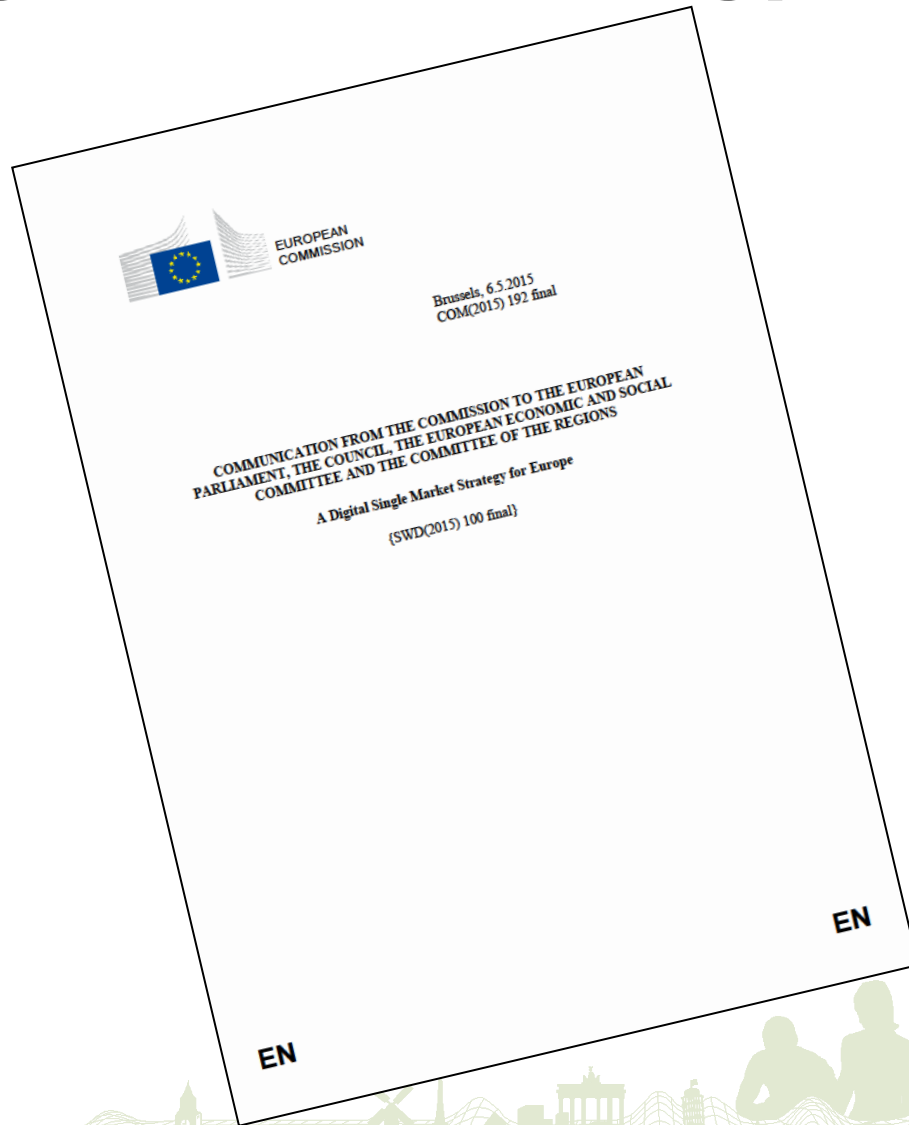 EUROPEAN
COMMISSION
Brussels, 6.5.2015
COM(2015) 192 final
COMMUNICATION FROM THE COMMISSION TO THE EUROPEAN
PARLIAMENT, THE COUNCIL, THE EUROPEAN ECONOMIC AND SOCIAL
COMMITTEE AND THE COMMITTEE OF THE REGIONS
A Digital Single Market Strategy for Europe
{SWD(2015) 100 final}
EN
EN